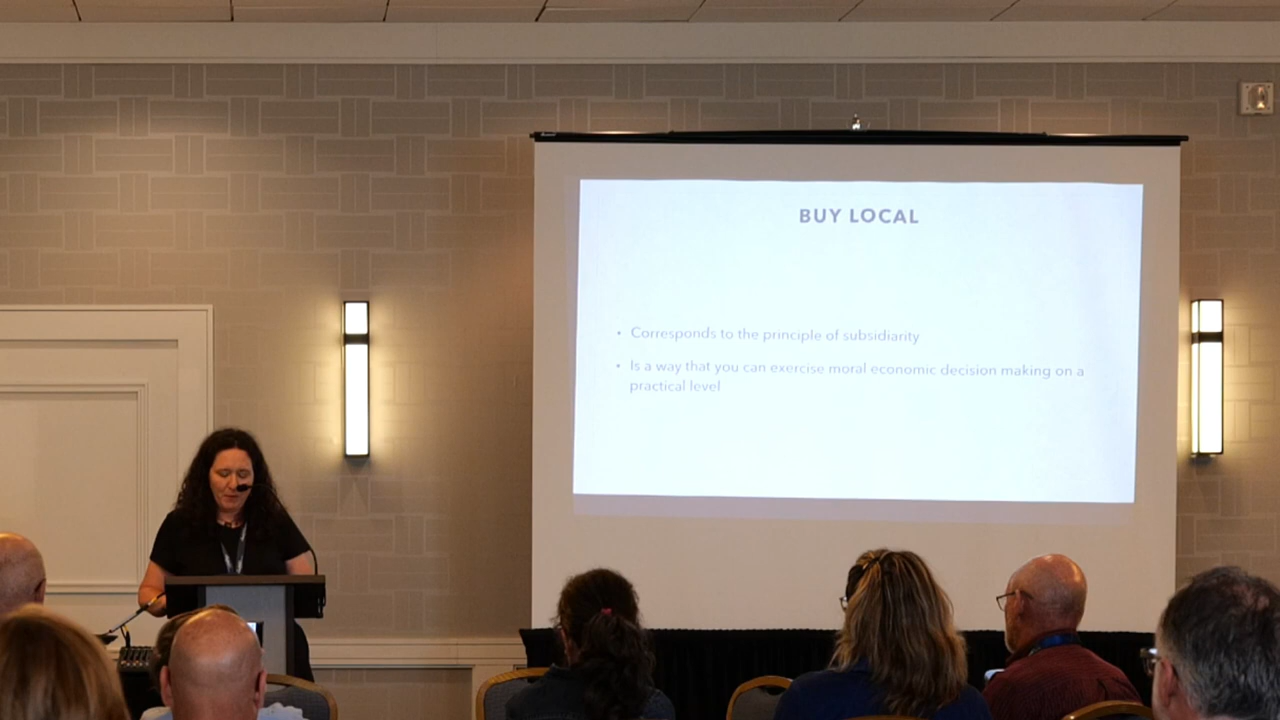 BUY LOCAL
• Corresponds to the principle of subsidiarity
• Is a way that you can exercise moral economic decision making on a
practical level